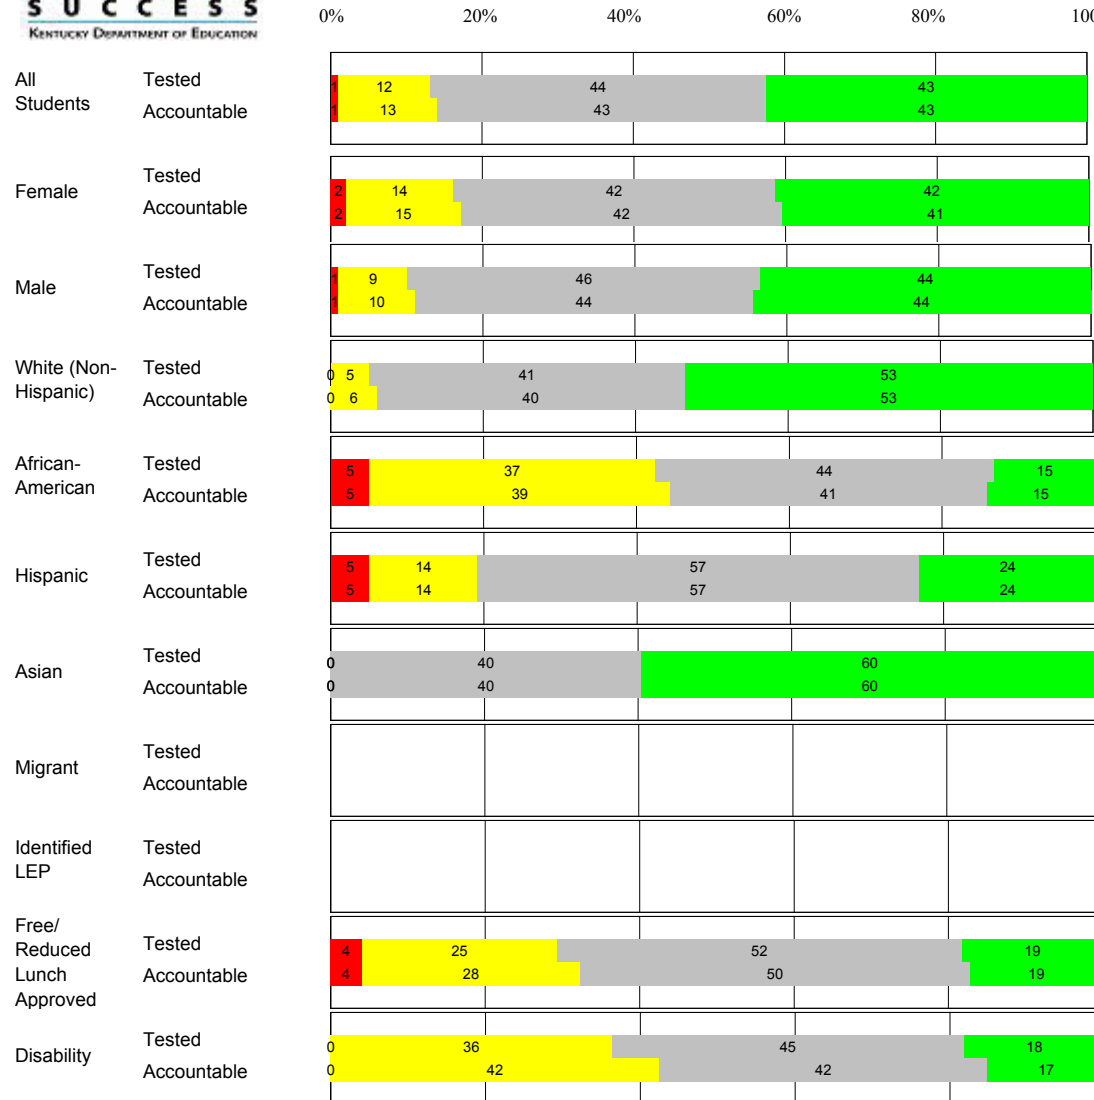 SUCCESS
KENTUCKY DEPARTMENT OF EDUCATION
0% 20% 40% 60% 80% 100
All Students
Tested 1 12 44 43
Accountable 1 13 43 43
Female
Tested 2 14 42 42
Accountable 2 15 42 41
Male
Tested 1 9 46 44
Accountable 1 10 44 44
White (Non-
Hispanic)
Tested 0 5 41 53
Accountable 0 6 40 53
African-
American
Tested 5 37 44 15
Accountable 5 39 41 15
Hispanic
Tested 5 14 57 24
Accountable 5 14 57 24
Asian
Tested 0 40 60
Accountable 0 40 60
Migrant
Tested
Accountable
Identified
LEP
Tested
Accountable
Free/
Reduced
Lunch
Approved
Tested 4 25 52 19
Accountable 4 28 50 19
Disability
Tested 0 36 45 18
Accountable 0 42 42 17